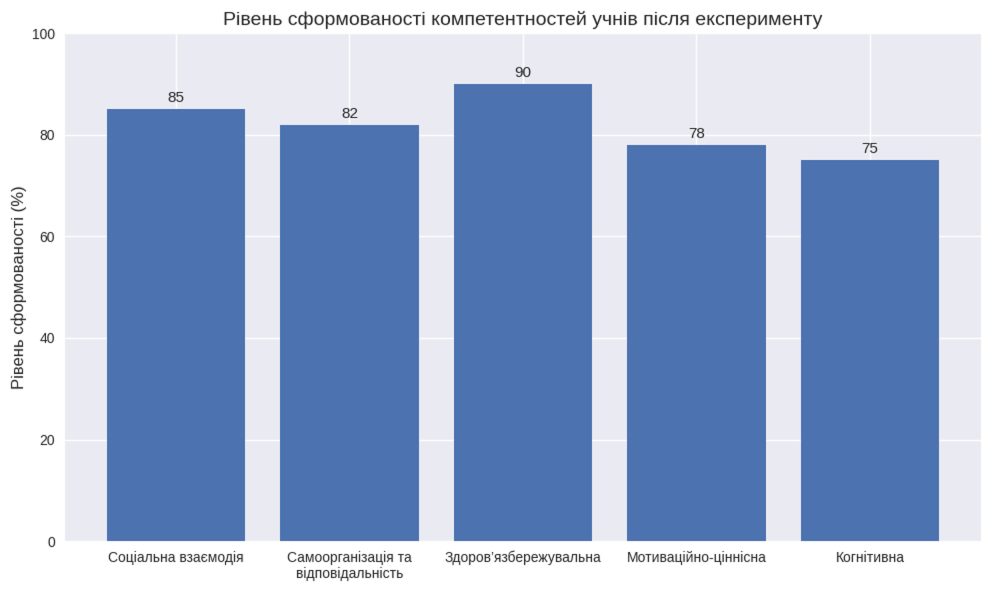 Рівень сформованості компетентностей учнів після експерименту
Рівень сформованості (%)
100
80
60
40
20
0
85
82
90
78
75
Соціальна взаємодія
Самоорганізація та
відповідальність
Здоров'язбережувальна
Мотиваційно-ціннісна
Когнітивна